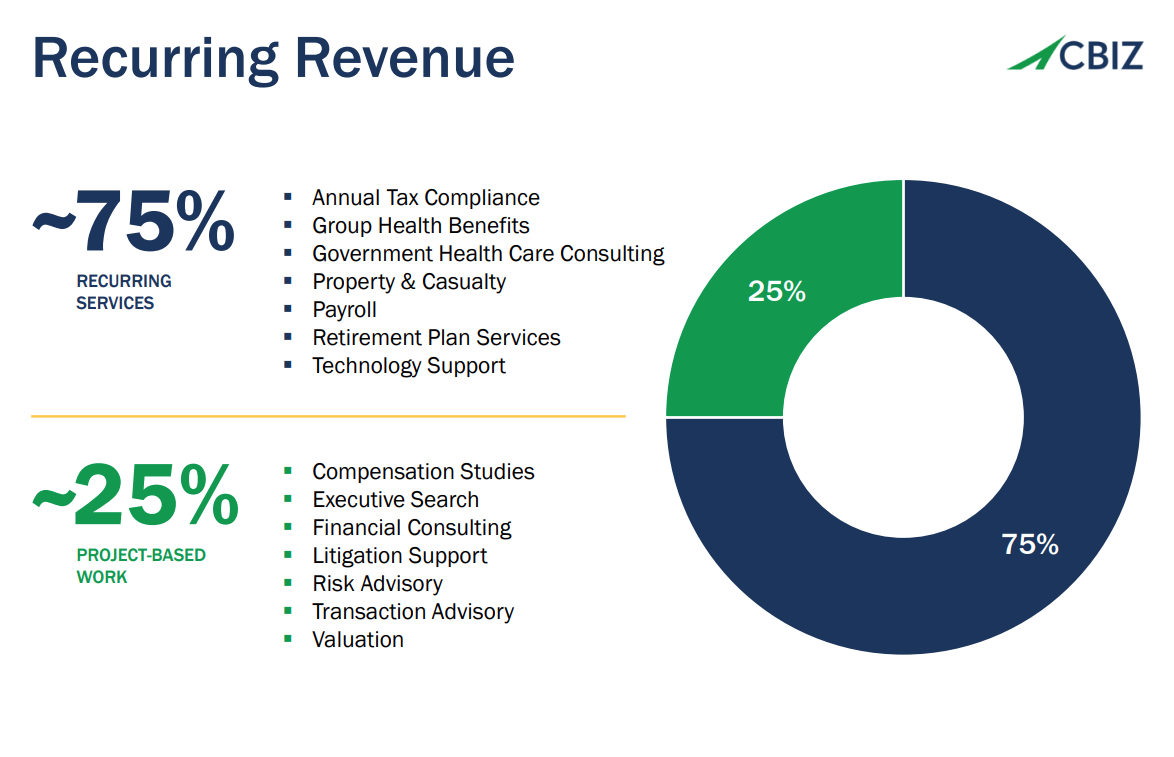 Recurring Revenue
CBIZ
~75%
RECURRING
SERVICES
Annual Tax Compliance
Group Health Benefits
Government Health Care Consulting
Property & Casualty
Payroll
Retirement Plan Services
Technology Support
~25%
PROJECT-BASED
WORK
Compensation Studies
Executive Search
Financial Consulting
Litigation Support
Risk Advisory
Transaction Advisory
Valuation
25%
75%